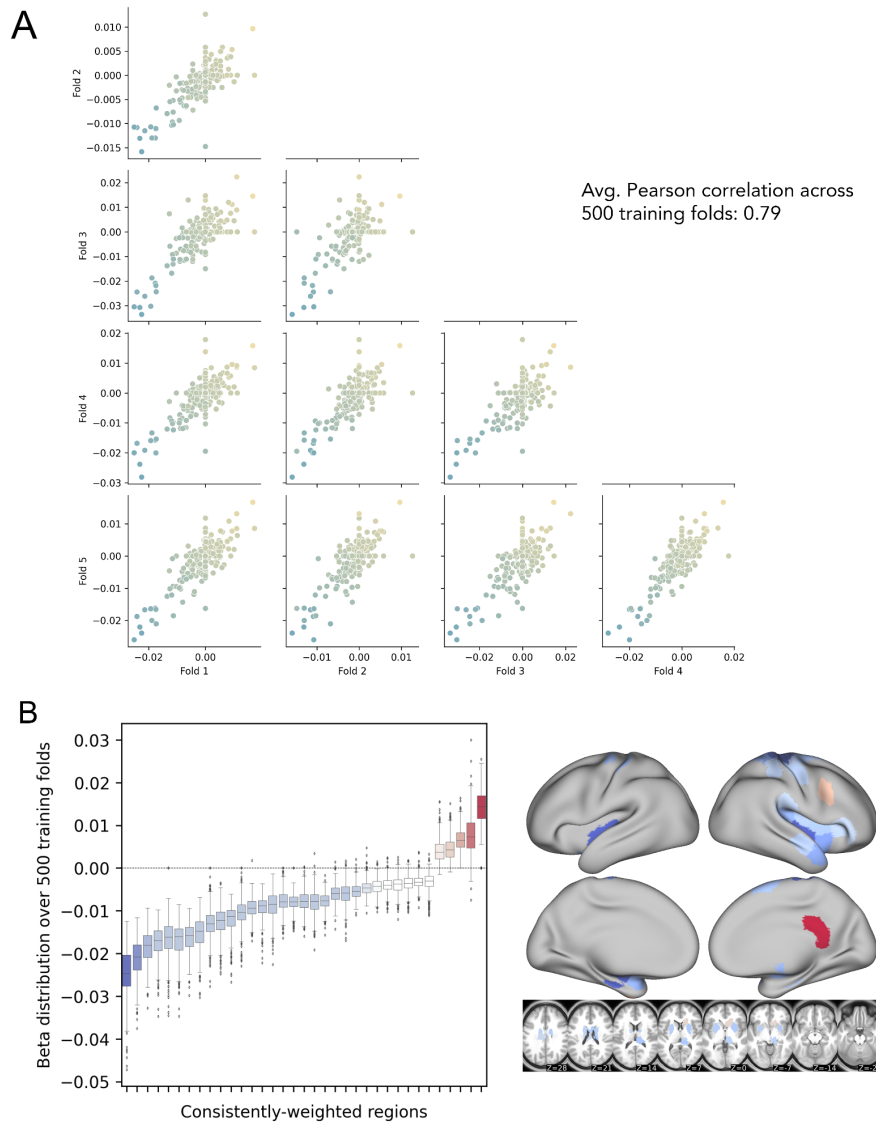 A
0.010
0.005
0.000
−0.005
−0.010
−0.015
Fold 2
0.02
0.01
0.00
−0.01
−0.02
−0.03
Fold 3
Avg. Pearson correlation across
500 training folds: 0.79
0.02
0.01
0.00
−0.01
−0.02
−0.03
Fold 4
0.01
0.00
−0.01
−0.02
Fold 5
−0.02 0.00
Fold 1
−0.01 0.01
Fold 2
−0.02 0.00 0.02
Fold 3
−0.02 0.00 0.02
Fold 4
B
0.03
0.02
0.01
0.00
−0.01
−0.02
−0.03
−0.04
−0.05
Beta distribution over 500 training folds
Consistently-weighted regions
Z=28 Z=21 Z=14 Z=7 Z=0 Z=-7 Z=-14